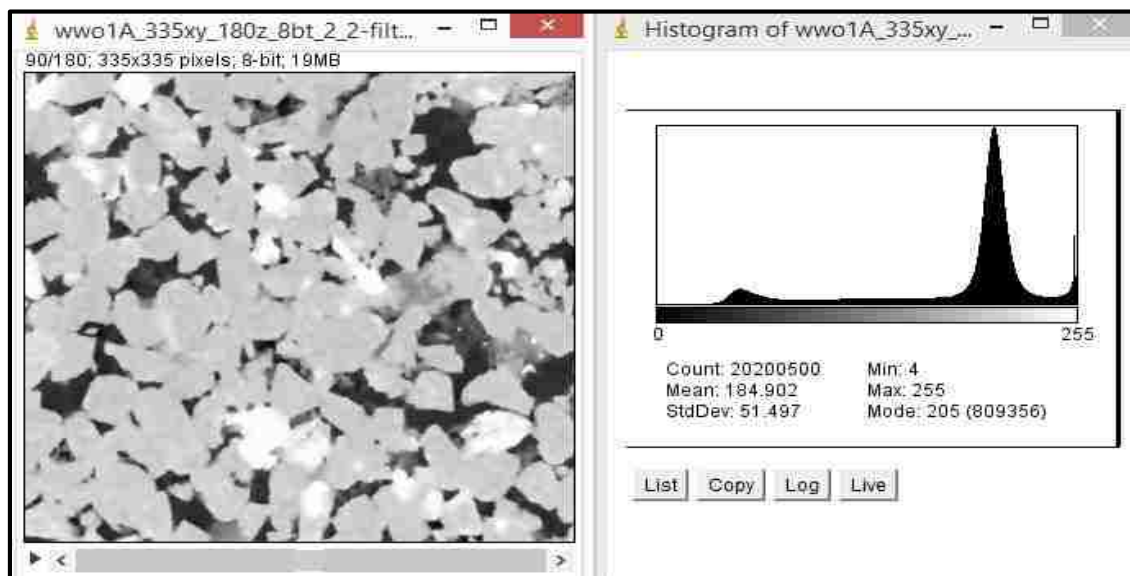 wwo1A_335xy_180z_8bt_2_2-filt...
90/180; 335x335 pixels; 8-bit; 19MB
Histogram of wwo1A_335xy_...
0
255
Count: 20200500
Min: 4
Mean: 184.902
Max: 255
StdDev: 51.497
Mode: 205 (809356)
List
Copy
Log
Live